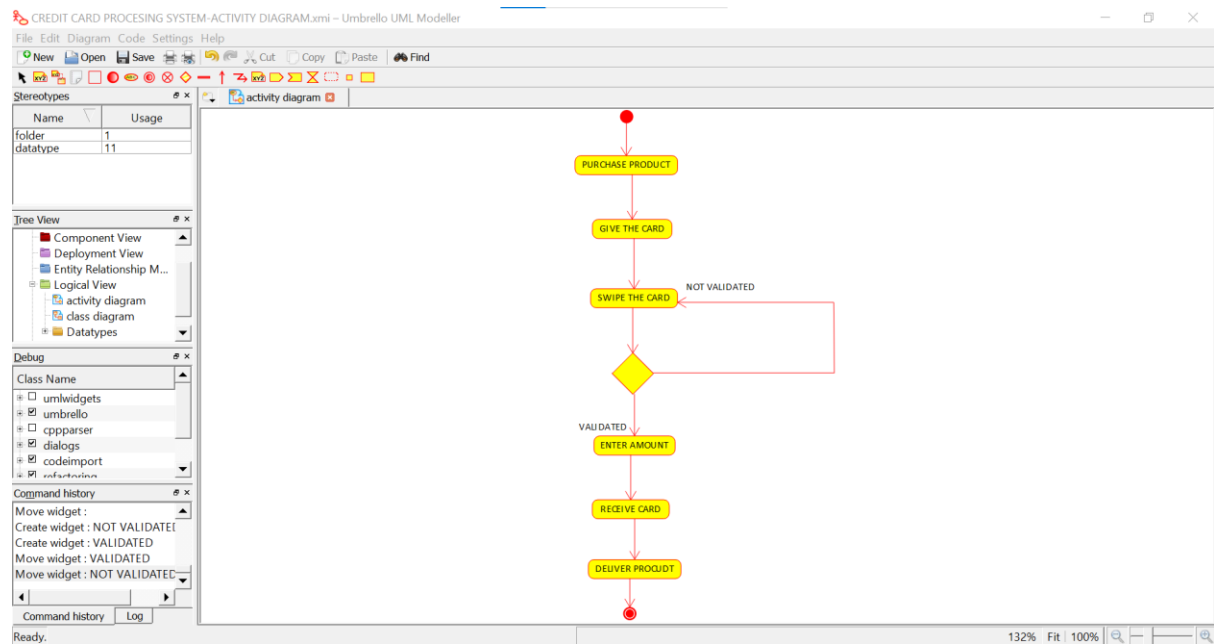 CREDIT CARD PROCESING SYSTEM-ACTIVITY DIAGRAM.xmi – Umbrello UML Modeller
File Edit Diagram Code Settings Help
New Open Save Cut Copy Paste Find
Stereotypes
activity diagram
Name Usage
folder 1
datatype 11
Tree View
Component View
Deployment View
Entity Relationship M...
Logical View
activity diagram
class diagram
Datatypes
Debug
Class Name
umlwidgets
umbrello
cppparser
dialogs
codeimport
refactoring
Command history
Move widget :
Create widget : NOT VALIDATED
Create widget : VALIDATED
Move widget : VALIDATED
Move widget : NOT VALIDATED
Command history Log
Ready.
PURCHASE PRODUCT
GIVE THE CARD
SWIPE THE CARD
NOT VALIDATED
VALIDATED
ENTER AMOUNT
RECEIVE CARD
DELIVER PROCUDT
132% Fit 100%